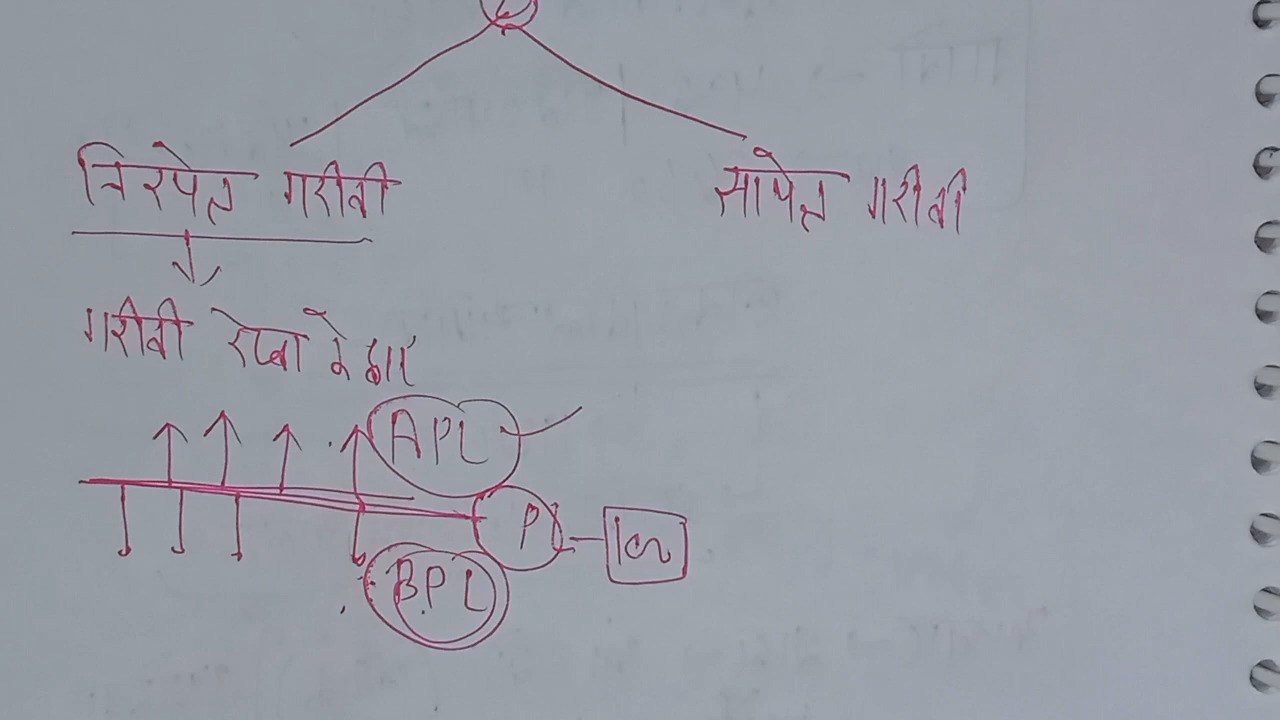 निरपेक्ष गरीबी
सापेक्ष गरीबी
गरीबी रेखा के द्वारा
APL
PL
BPL